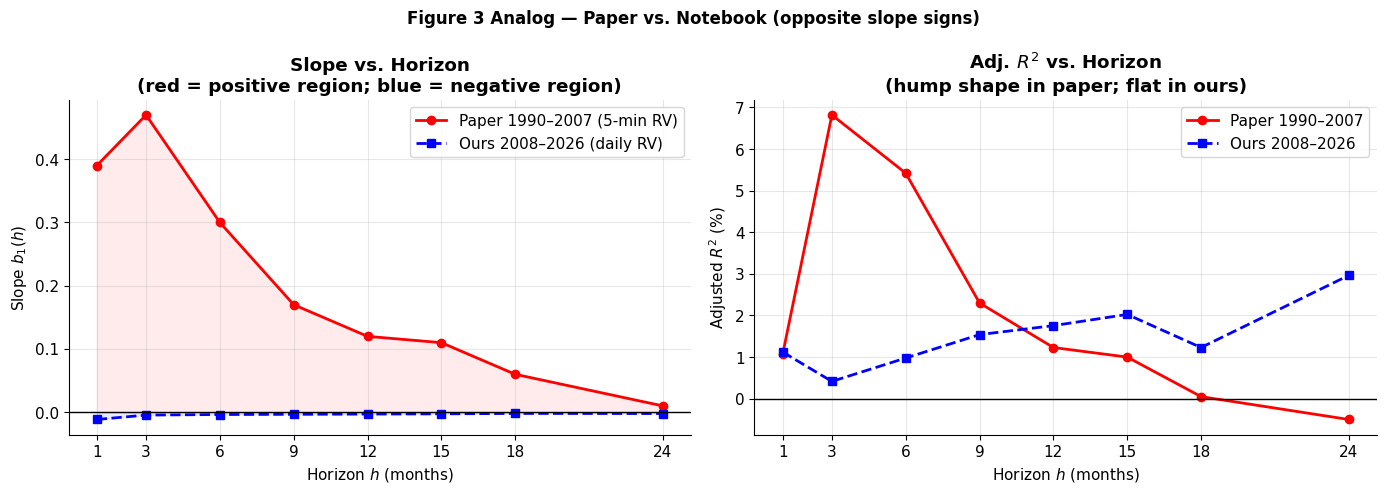 Figure 3 Analog — Paper vs. Notebook (opposite slope signs)
Slope vs. Horizon
(red = positive region; blue = negative region)
Slope b₁(h)
0.4
0.3
0.2
0.1
0.0
Paper 1990–2007 (5-min RV)
Ours 2008–2026 (daily RV)
1 3 6 9 12 15 18 24
Horizon h (months)
Adj. R² vs. Horizon
(hump shape in paper; flat in ours)
Adjusted R² (%)
7
6
5
4
3
2
1
0
Paper 1990–2007
Ours 2008–2026
1 3 6 9 12 15 18 24
Horizon h (months)